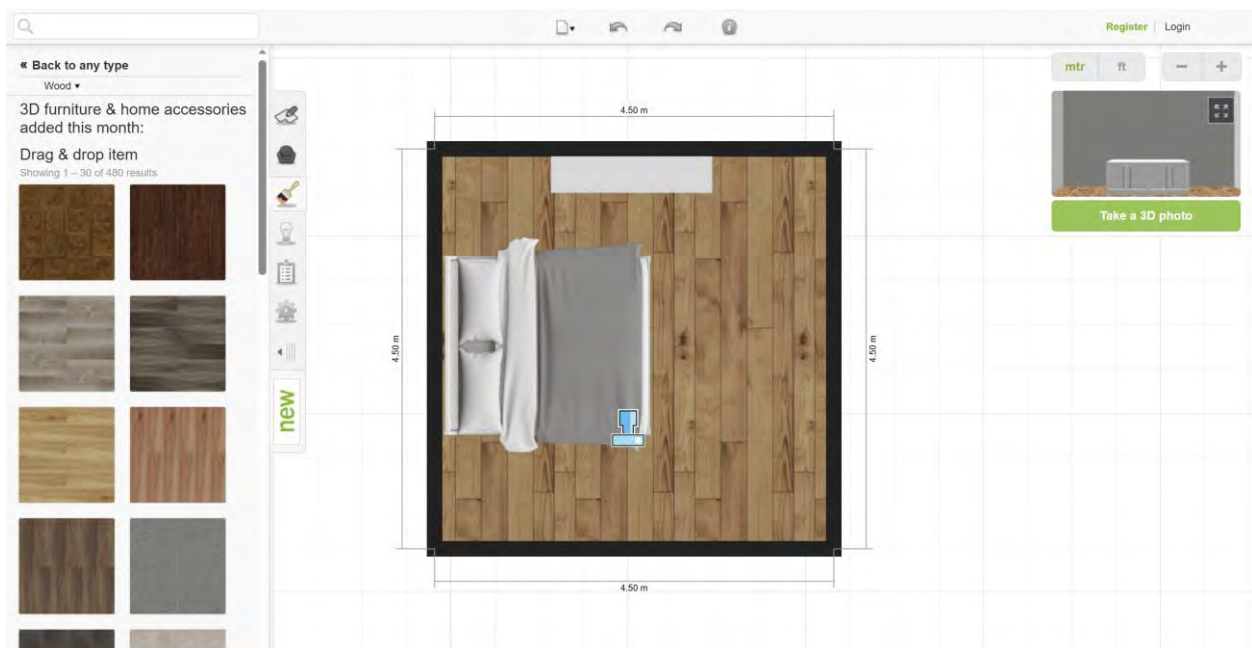 Register | Login
« Back to any type
Wood ▾
3D furniture & home accessories
added this month:
Drag & drop item
Showing 1 – 30 of 480 results
new
4.50 m
4.50 m
4.50 m
4.50 m
mtr ft − +
Take a 3D photo